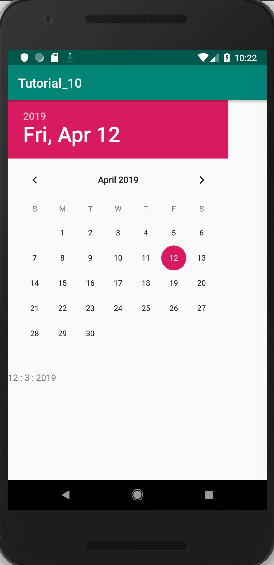 10:22
Tutorial_10
2019
Fri, Apr 12
April 2019
S M T W T F S
1 2 3 4 5 6
7 8 9 10 11 12 13
14 15 16 17 18 19 20
21 22 23 24 25 26 27
28 29 30
12 : 3 : 2019